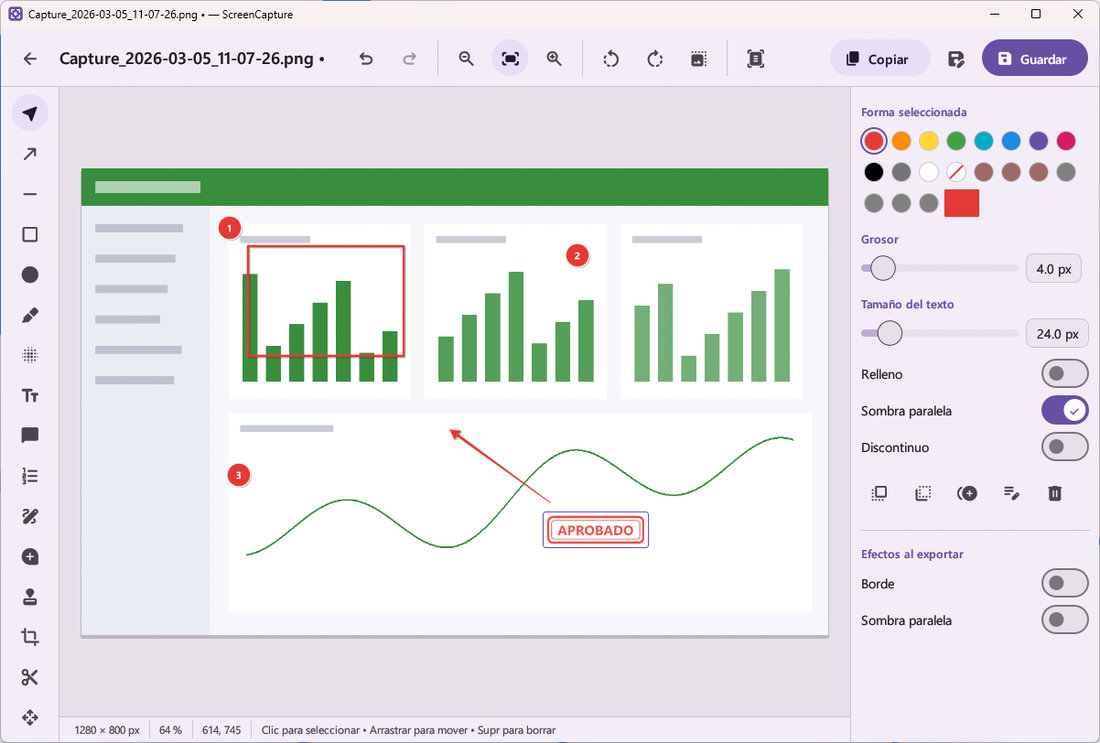 Capture_2026-03-05_11-07-26.png • — ScreenCapture
Capture_2026-03-05_11-07-26.png •
Copiar
Guardar
Forma seleccionada
Grosor
4.0 px
Tamaño del texto
24.0 px
Relleno
Sombra paralela
Discontinuo
Efectos al exportar
Borde
Sombra paralela
Tт
1
2
3
APROBADO
1280 × 800 px
64 %
614, 745
Clic para seleccionar • Arrastrar para mover • Supr para borrar